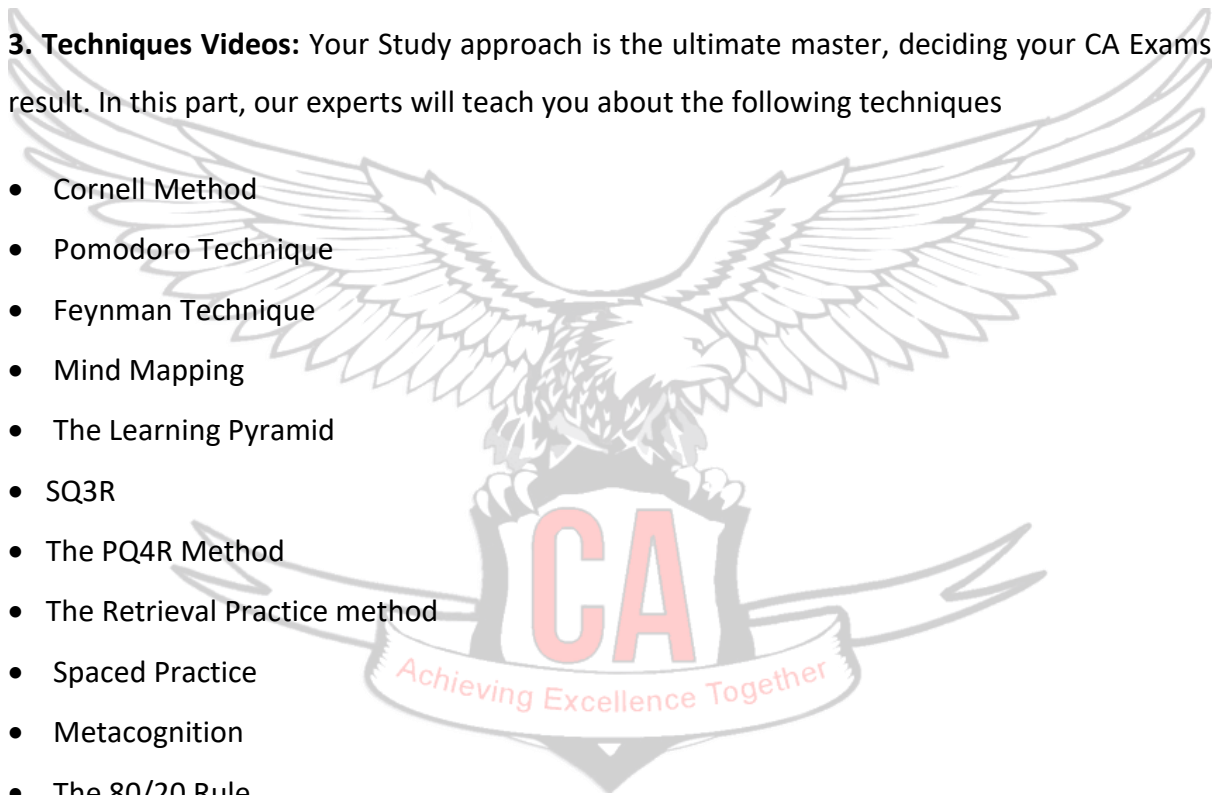 3. Techniques Videos: Your Study approach is the ultimate master, deciding your CA Exams
result. In this part, our experts will teach you about the following techniques
• Cornell Method
• Pomodoro Technique
• Feynman Technique
• Mind Mapping
• The Learning Pyramid
• SQ3R
• The PQ4R Method
• The Retrieval Practice method
• Spaced Practice
• Metacognition
• The 80/20 Rule
CA
Achieving Excellence Together